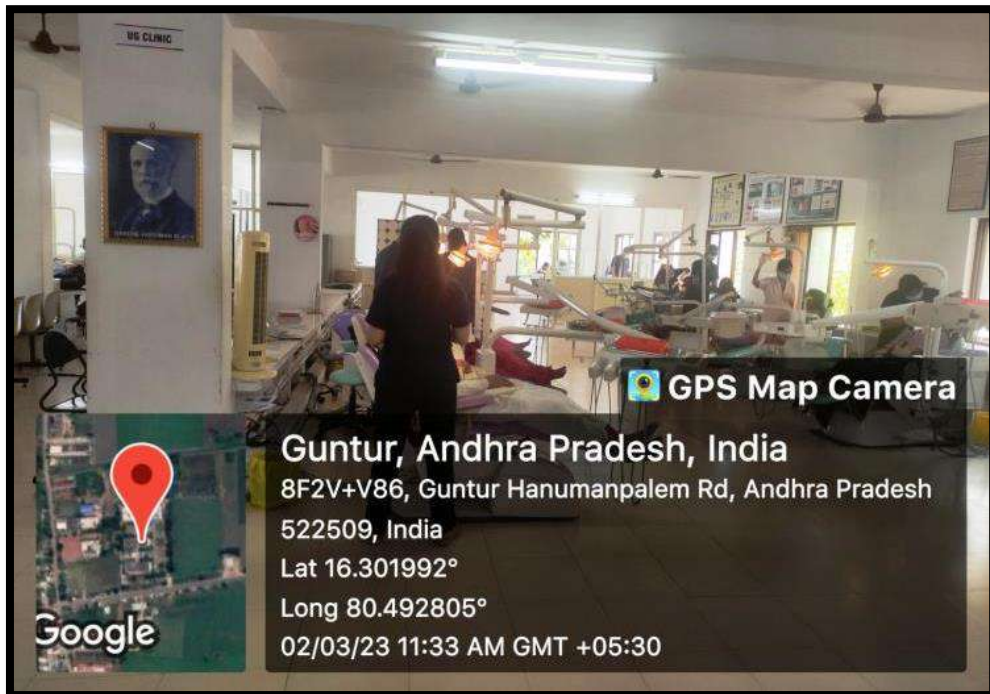 UG CLINIC
GPS Map Camera
Guntur, Andhra Pradesh, India
8F2V+V86, Guntur Hanumanpalem Rd, Andhra Pradesh
522509, India
Lat 16.301992°
Long 80.492805°
02/03/23 11:33 AM GMT +05:30
Google